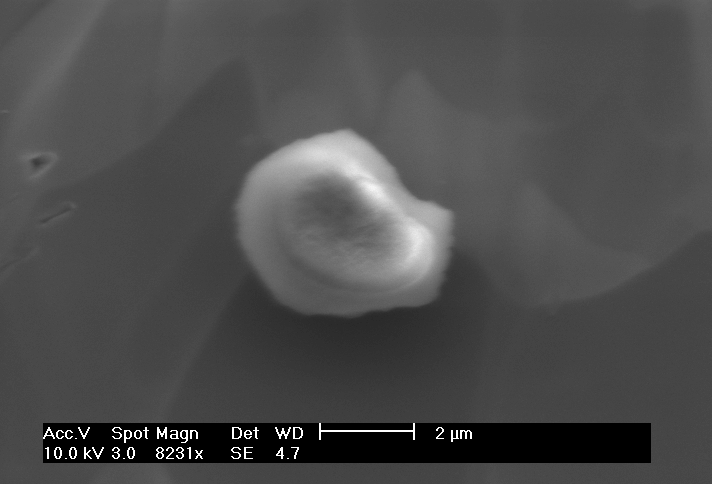 Acc.V Spot Magn Det WD 2 µm
10.0 kV 3.0 8231x SE 4.7